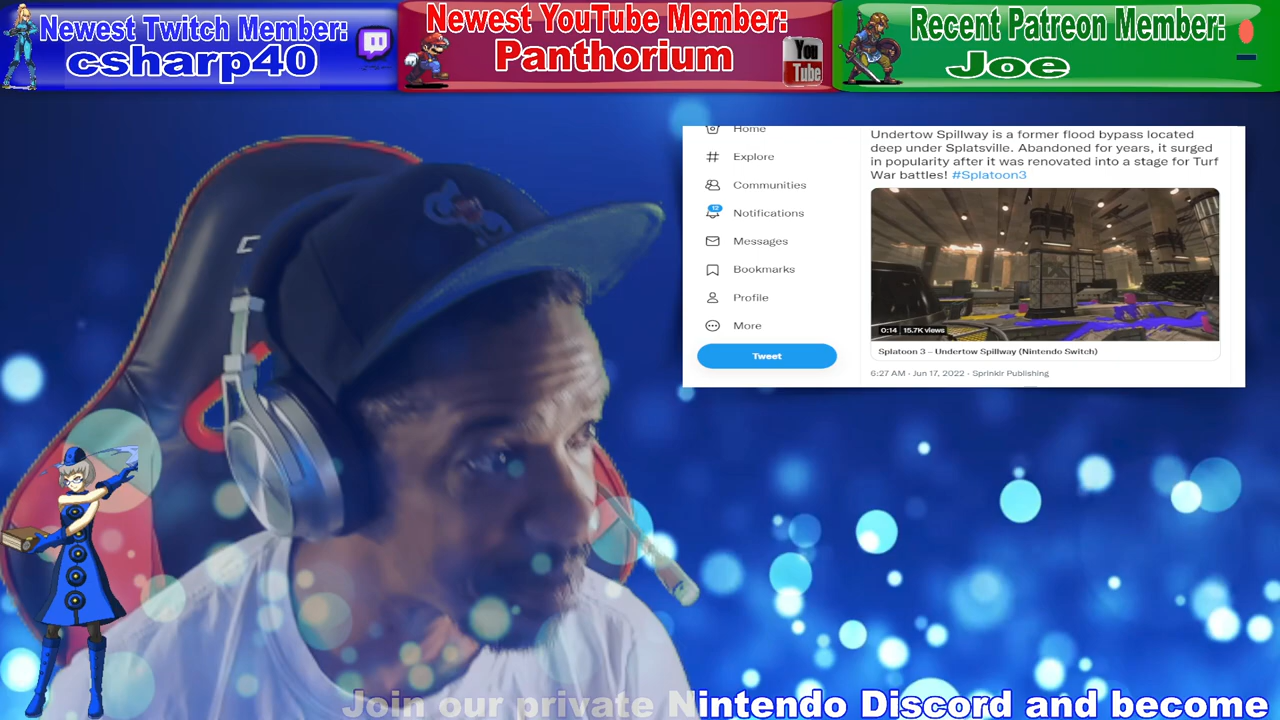 Newest Twitch Member:
csharp40
Newest YouTube Member:
Panthorium
You
Tube
Recent Patreon Member:
Joe
Home
Explore
Communities
12
Notifications
Messages
Bookmarks
Profile
More
Tweet
Undertow Spillway is a former flood bypass located
deep under Splatsville. Abandoned for years, it surged
in popularity after it was renovated into a stage for Turf
War battles! #Splatoon3
0:14 15.7K views
Splatoon 3 – Undertow Spillway (Nintendo Switch)
6:27 AM · Jun 17, 2022 · Sprinklr Publishing
Join our private Nintendo Discord and become